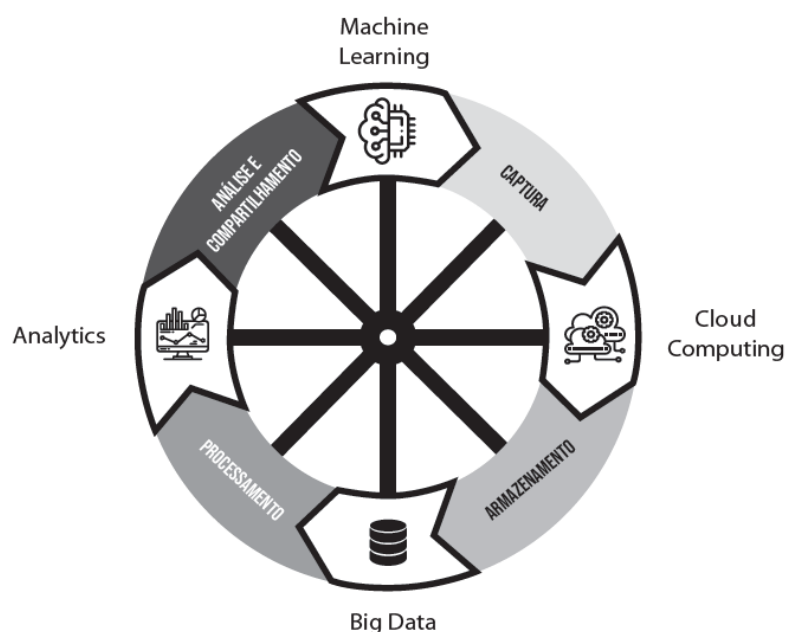 Machine
Learning
ANÁLISE E
COMPARTILHAMENTO
CAPTURA
Analytics
Cloud
Computing
PROCESSAMENTO
ARMAZENAMENTO
Big Data